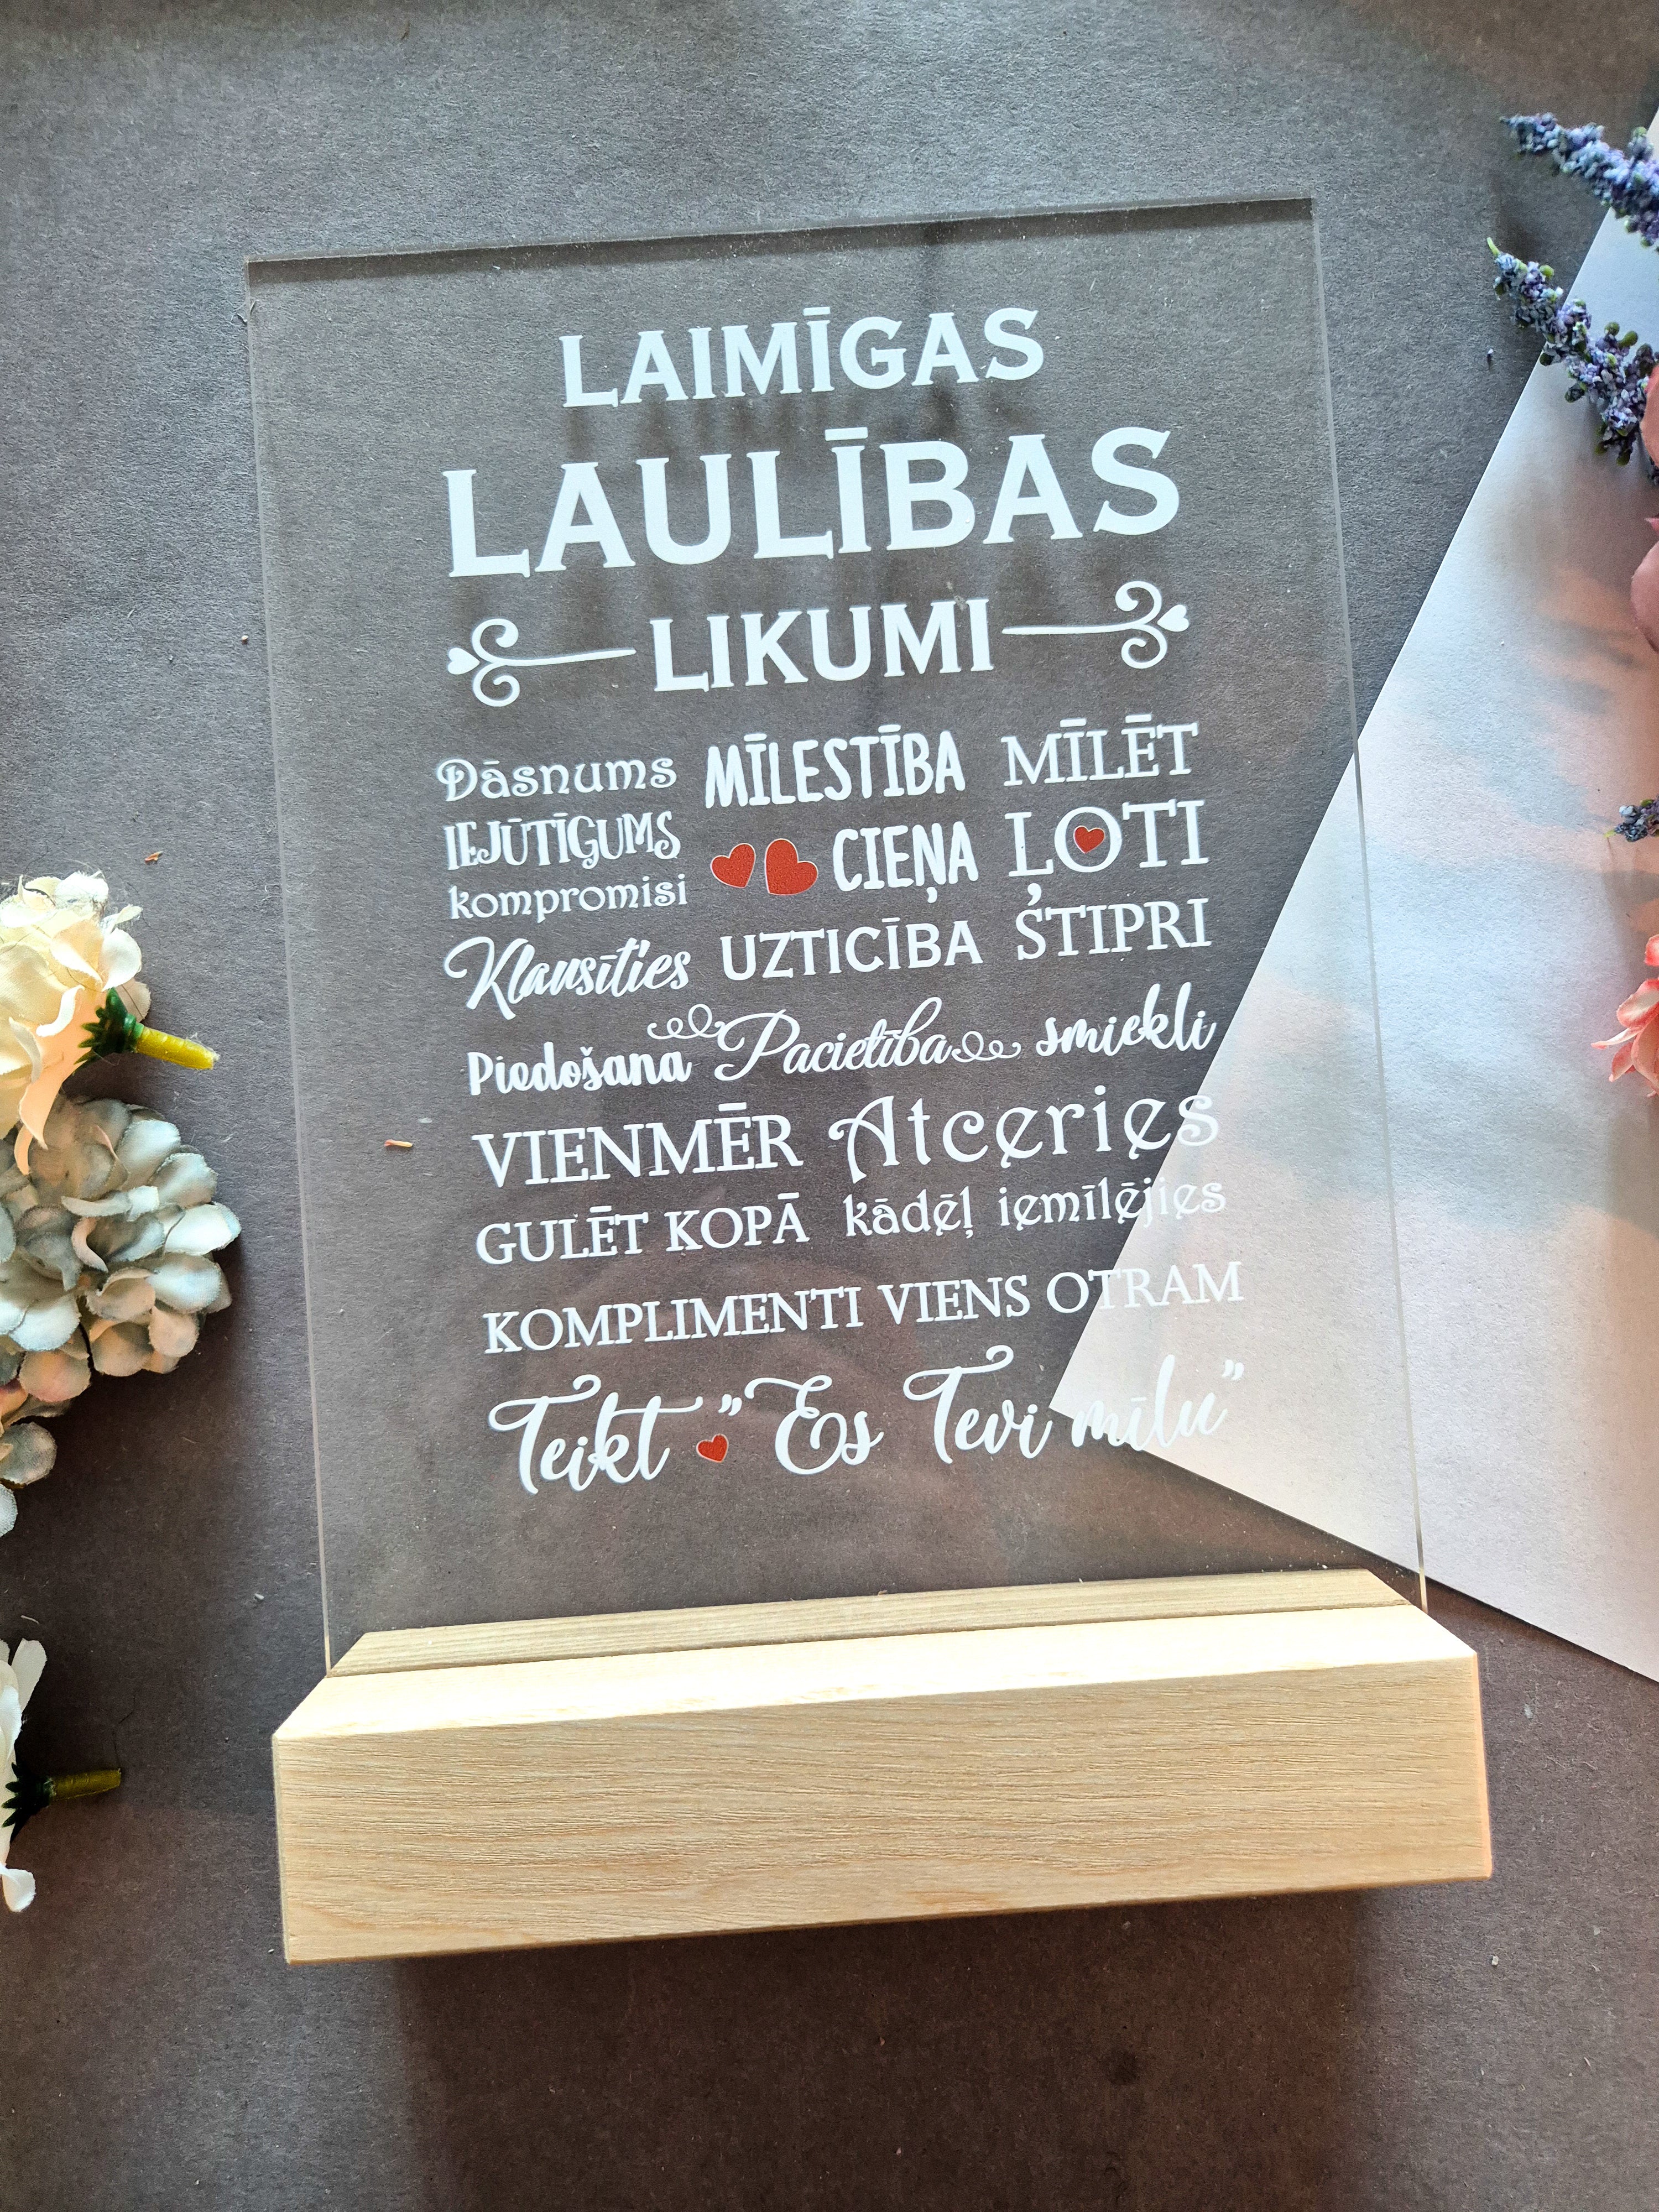 LAIMĪGAS
LAULĪBAS
LIKUMI
Dāsnums MĪLESTĪBA MĪLĒT
IEJŪTĪGUMS CIEŅA ĻOTI
kompromisi
Klausīties UZTICĪBA STIPRI
Piedošana Pacietība smiekli
VIENMĒR Atceries
GULĒT KOPĀ kādēļ iemīlējies
KOMPLIMENTI VIENS OTRAM
Teikt "Es Tevi mīlu"